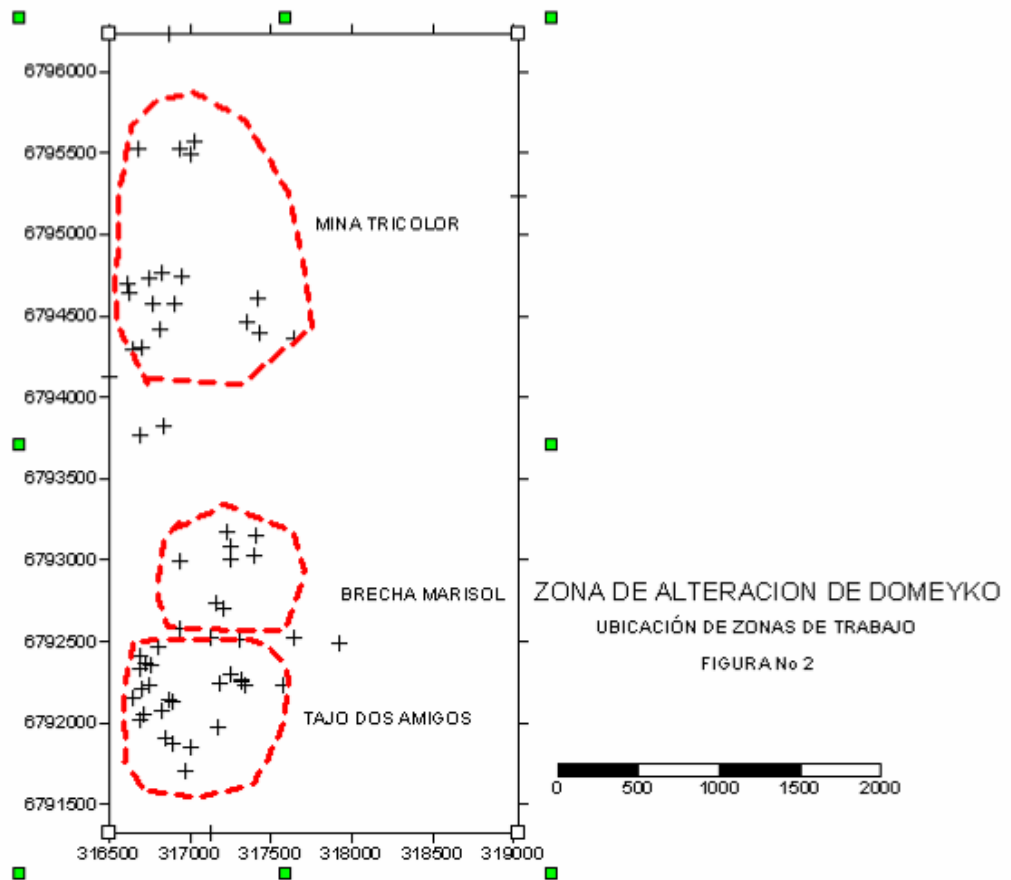 6796000
6795500
6795000
6794500
6794000
6793500
6793000
6792500
6792000
6791500
316500 317000 317500 318000 318500 319000
MINA TRICOLOR
BRECHA MARISOL
TAJO DOS AMIGOS
ZONA DE ALTERACION DE DOMEYKO
UBICACIÓN DE ZONAS DE TRABAJO
FIGURA No 2
0 500 1000 1500 2000